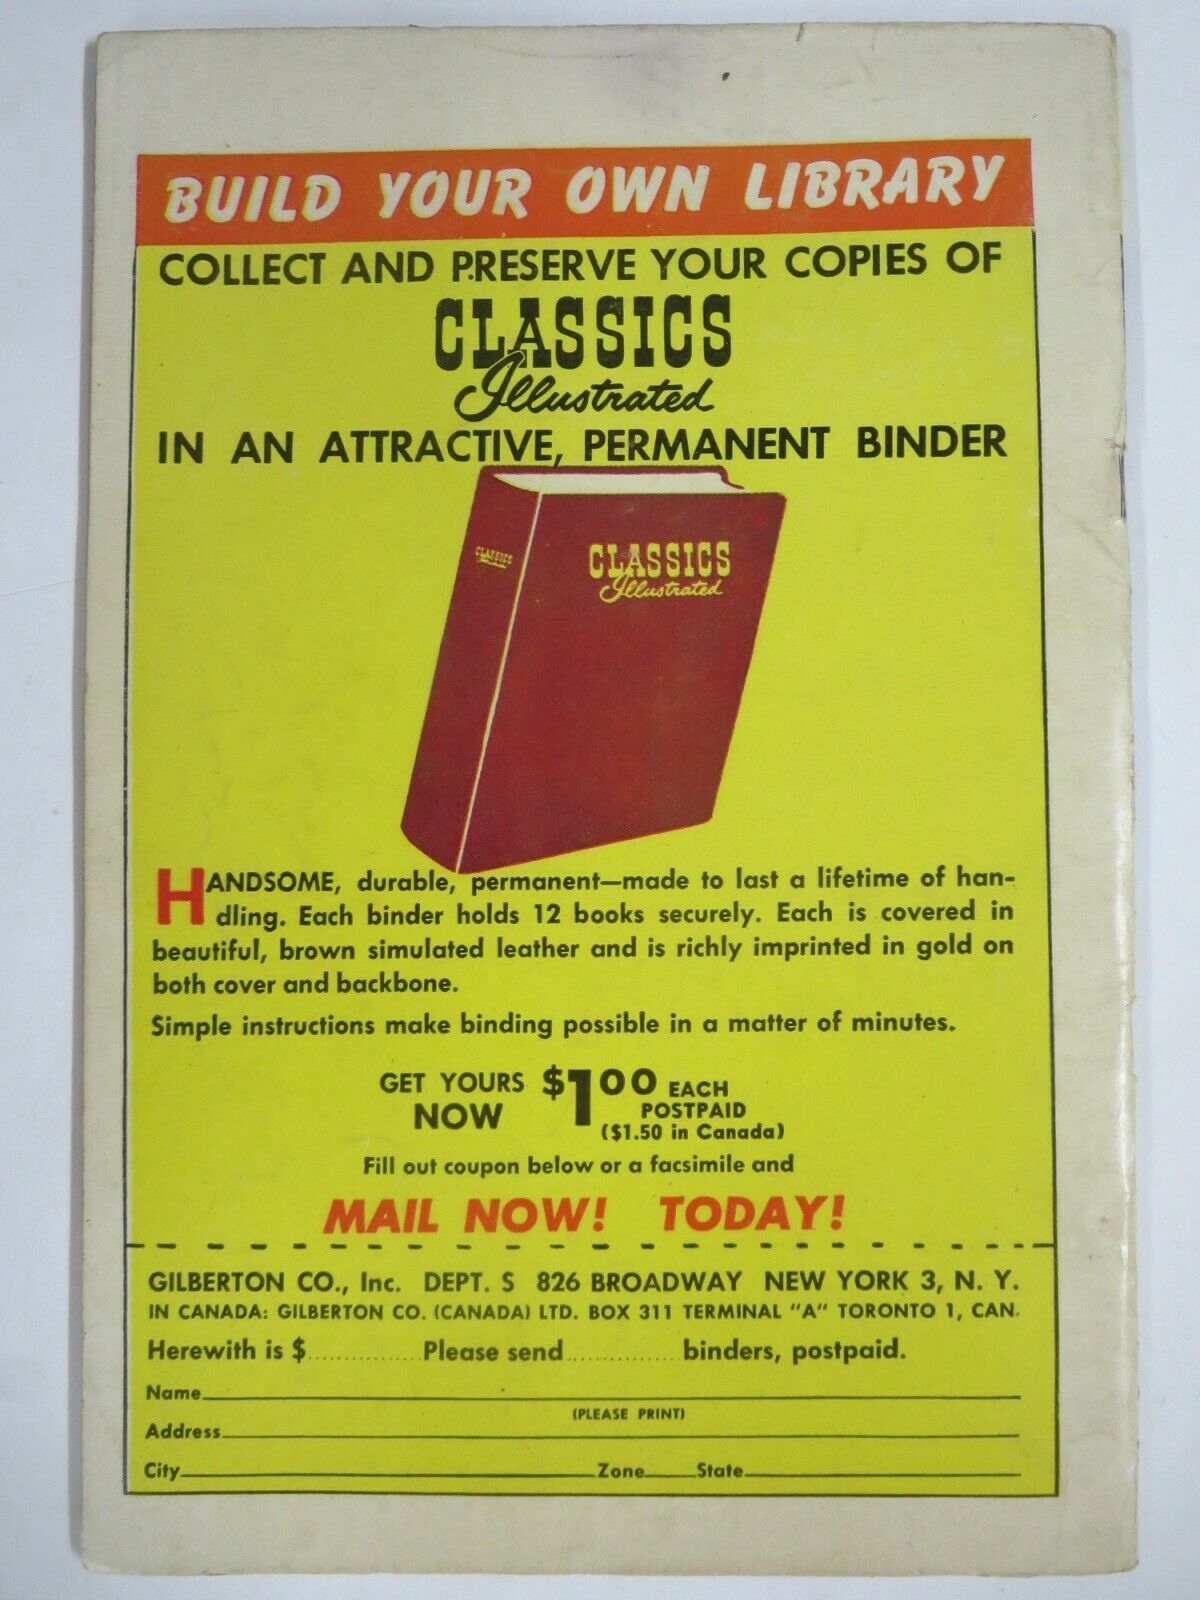 BUILD YOUR OWN LIBRARY
COLLECT AND PRESERVE YOUR COPIES OF
CLASSICS
Illustrated
IN AN ATTRACTIVE, PERMANENT BINDER
CLASSICS
Illustrated
CLASSICS
Illustrated
HANDSOME, durable, permanent—made to last a lifetime of han-
dling. Each binder holds 12 books securely. Each is covered in
beautiful, brown simulated leather and is richly imprinted in gold on
both cover and backbone.
Simple instructions make binding possible in a matter of minutes.
GET YOURS NOW $1.00 EACH POSTPAID
($1.50 in Canada)
Fill out coupon below or a facsimile and
MAIL NOW! TODAY!
GILBERTON CO., Inc. DEPT. S 826 BROADWAY NEW YORK 3, N. Y.
IN CANADA: GILBERTON CO. (CANADA) LTD. BOX 311 TERMINAL "A" TORONTO 1, CAN.
Herewith is $.............. Please send.............. binders, postpaid.
Name
(PLEASE PRINT)
Address
City Zone State